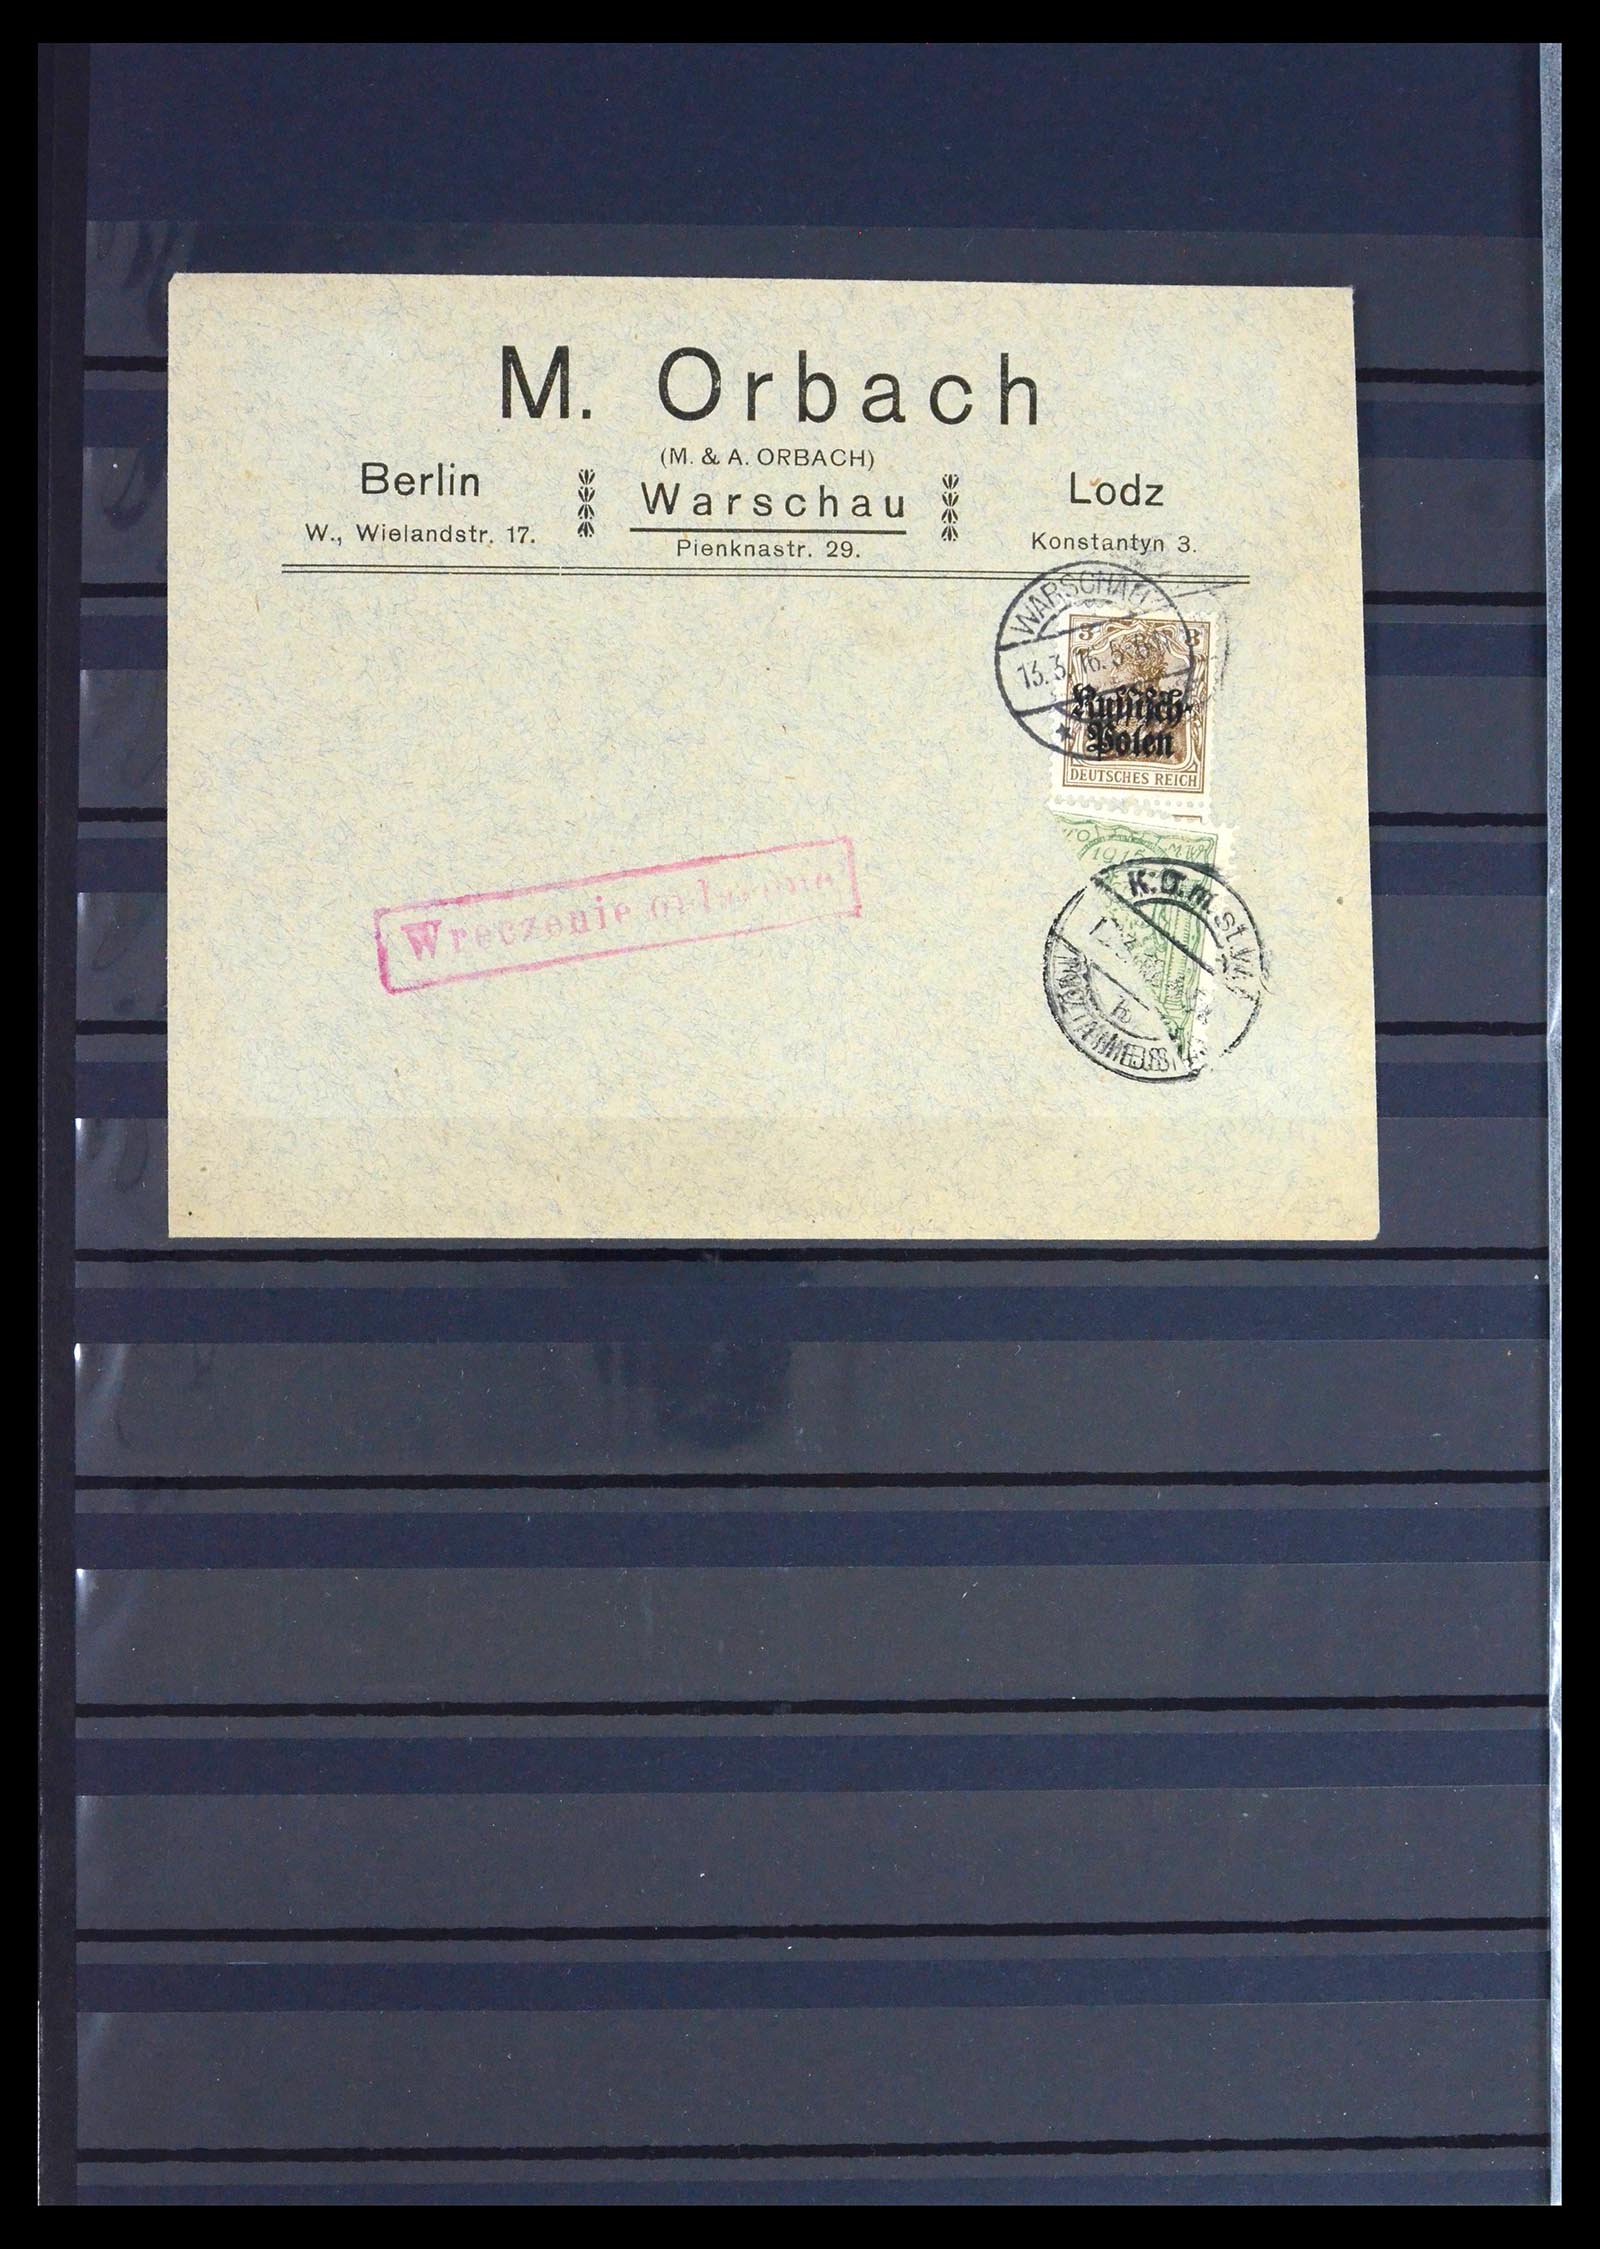 M. Orbach
(M. & A. ORBACH)
Berlin
Warschau
Lodz
W., Wielandstr. 17.
Pienknastr. 29.
Konstantyn 3.
WARSCHAU
13.3.16.
3 3
Russisch-
Polen
DEUTSCHES REICH
1915
K.O.m.st.W.
Wreczenie